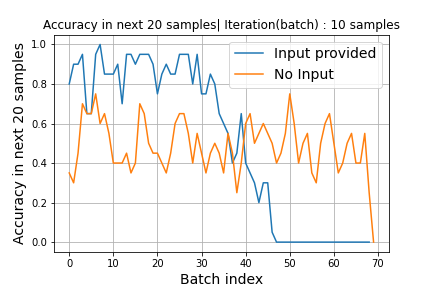 Accuracy in next 20 samples| Iteration(batch) : 10 samples
Input provided
No Input
Accuracy in next 20 samples
1.0
0.8
0.6
0.4
0.2
0.0
0 10 20 30 40 50 60 70
Batch index